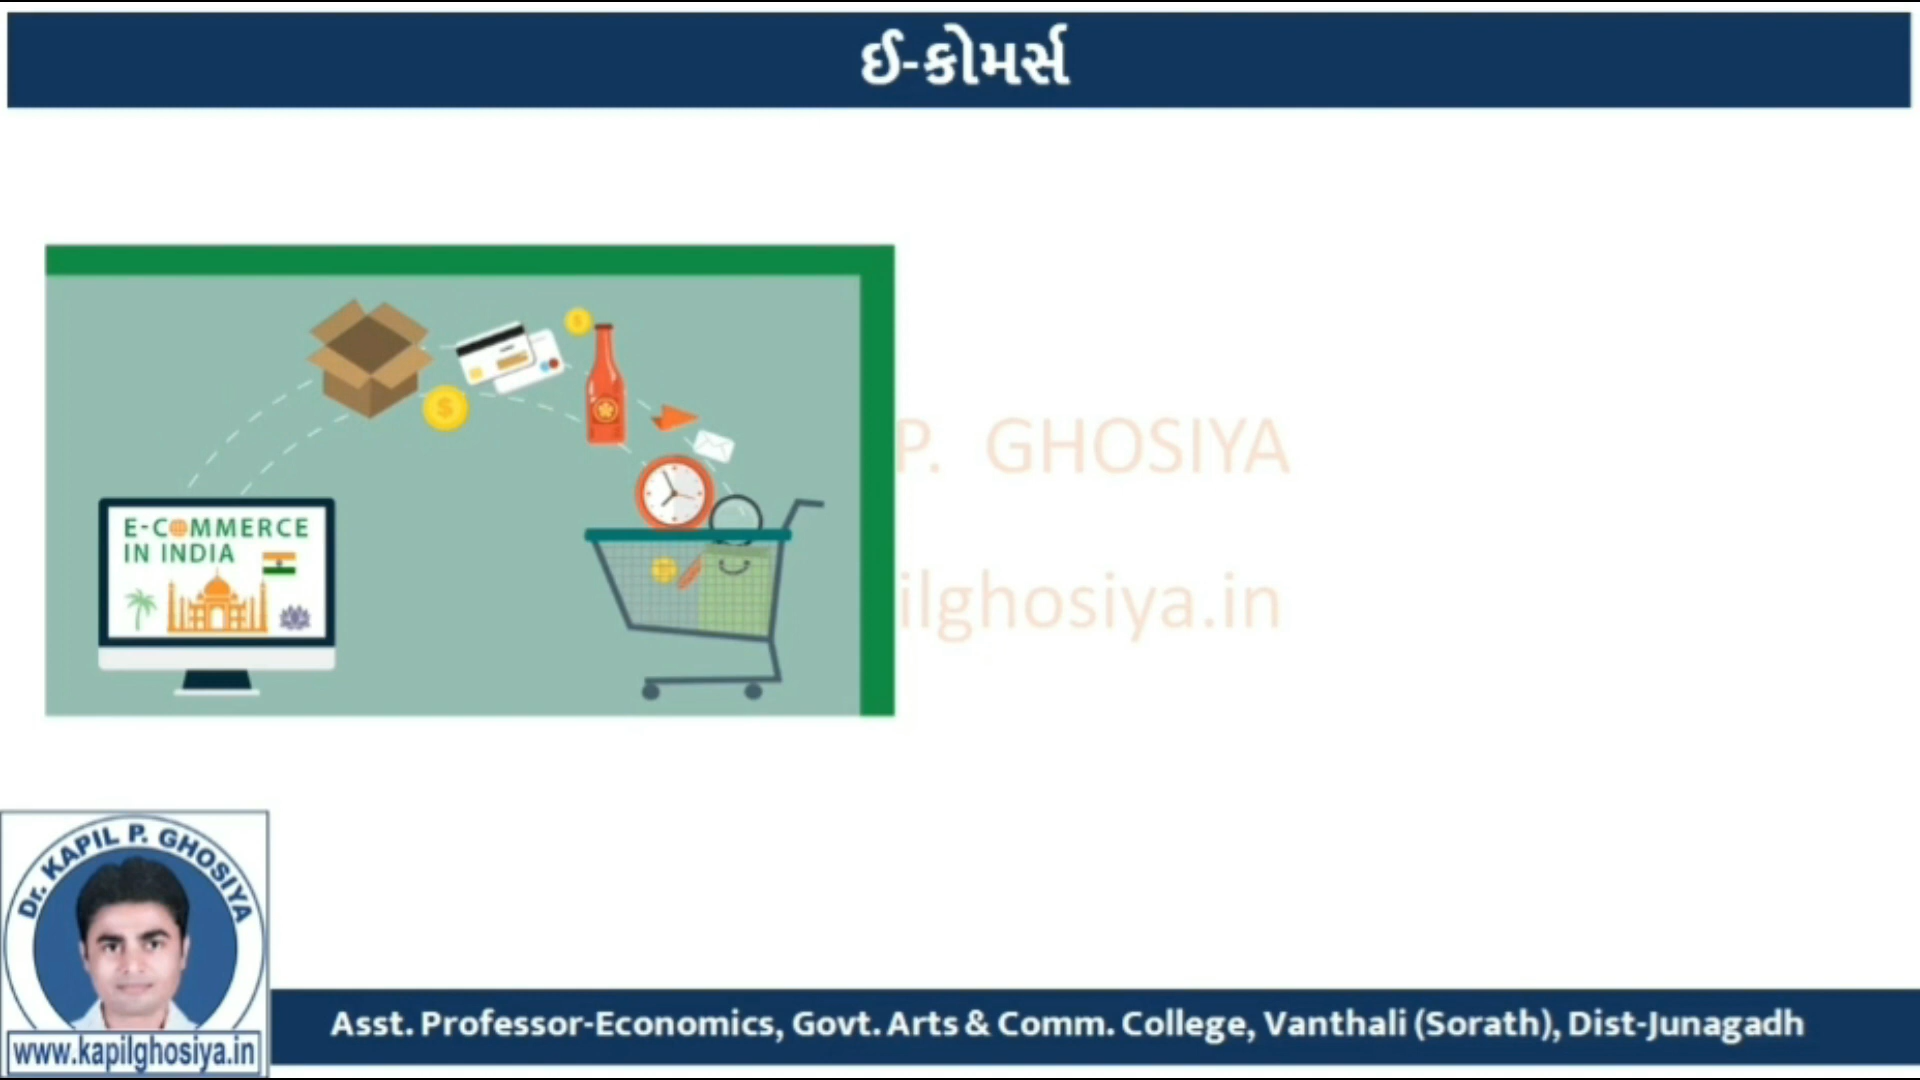 ઈ-કોમર્સ
P. GHOSIYA
ilghosiya.in
E-COMMERCE
IN INDIA
Dr. KAPIL P. GHOSIYA
www.kapilghosiya.in
Asst. Professor-Economics, Govt. Arts & Comm. College, Vanthali (Sorath), Dist-Junagadh